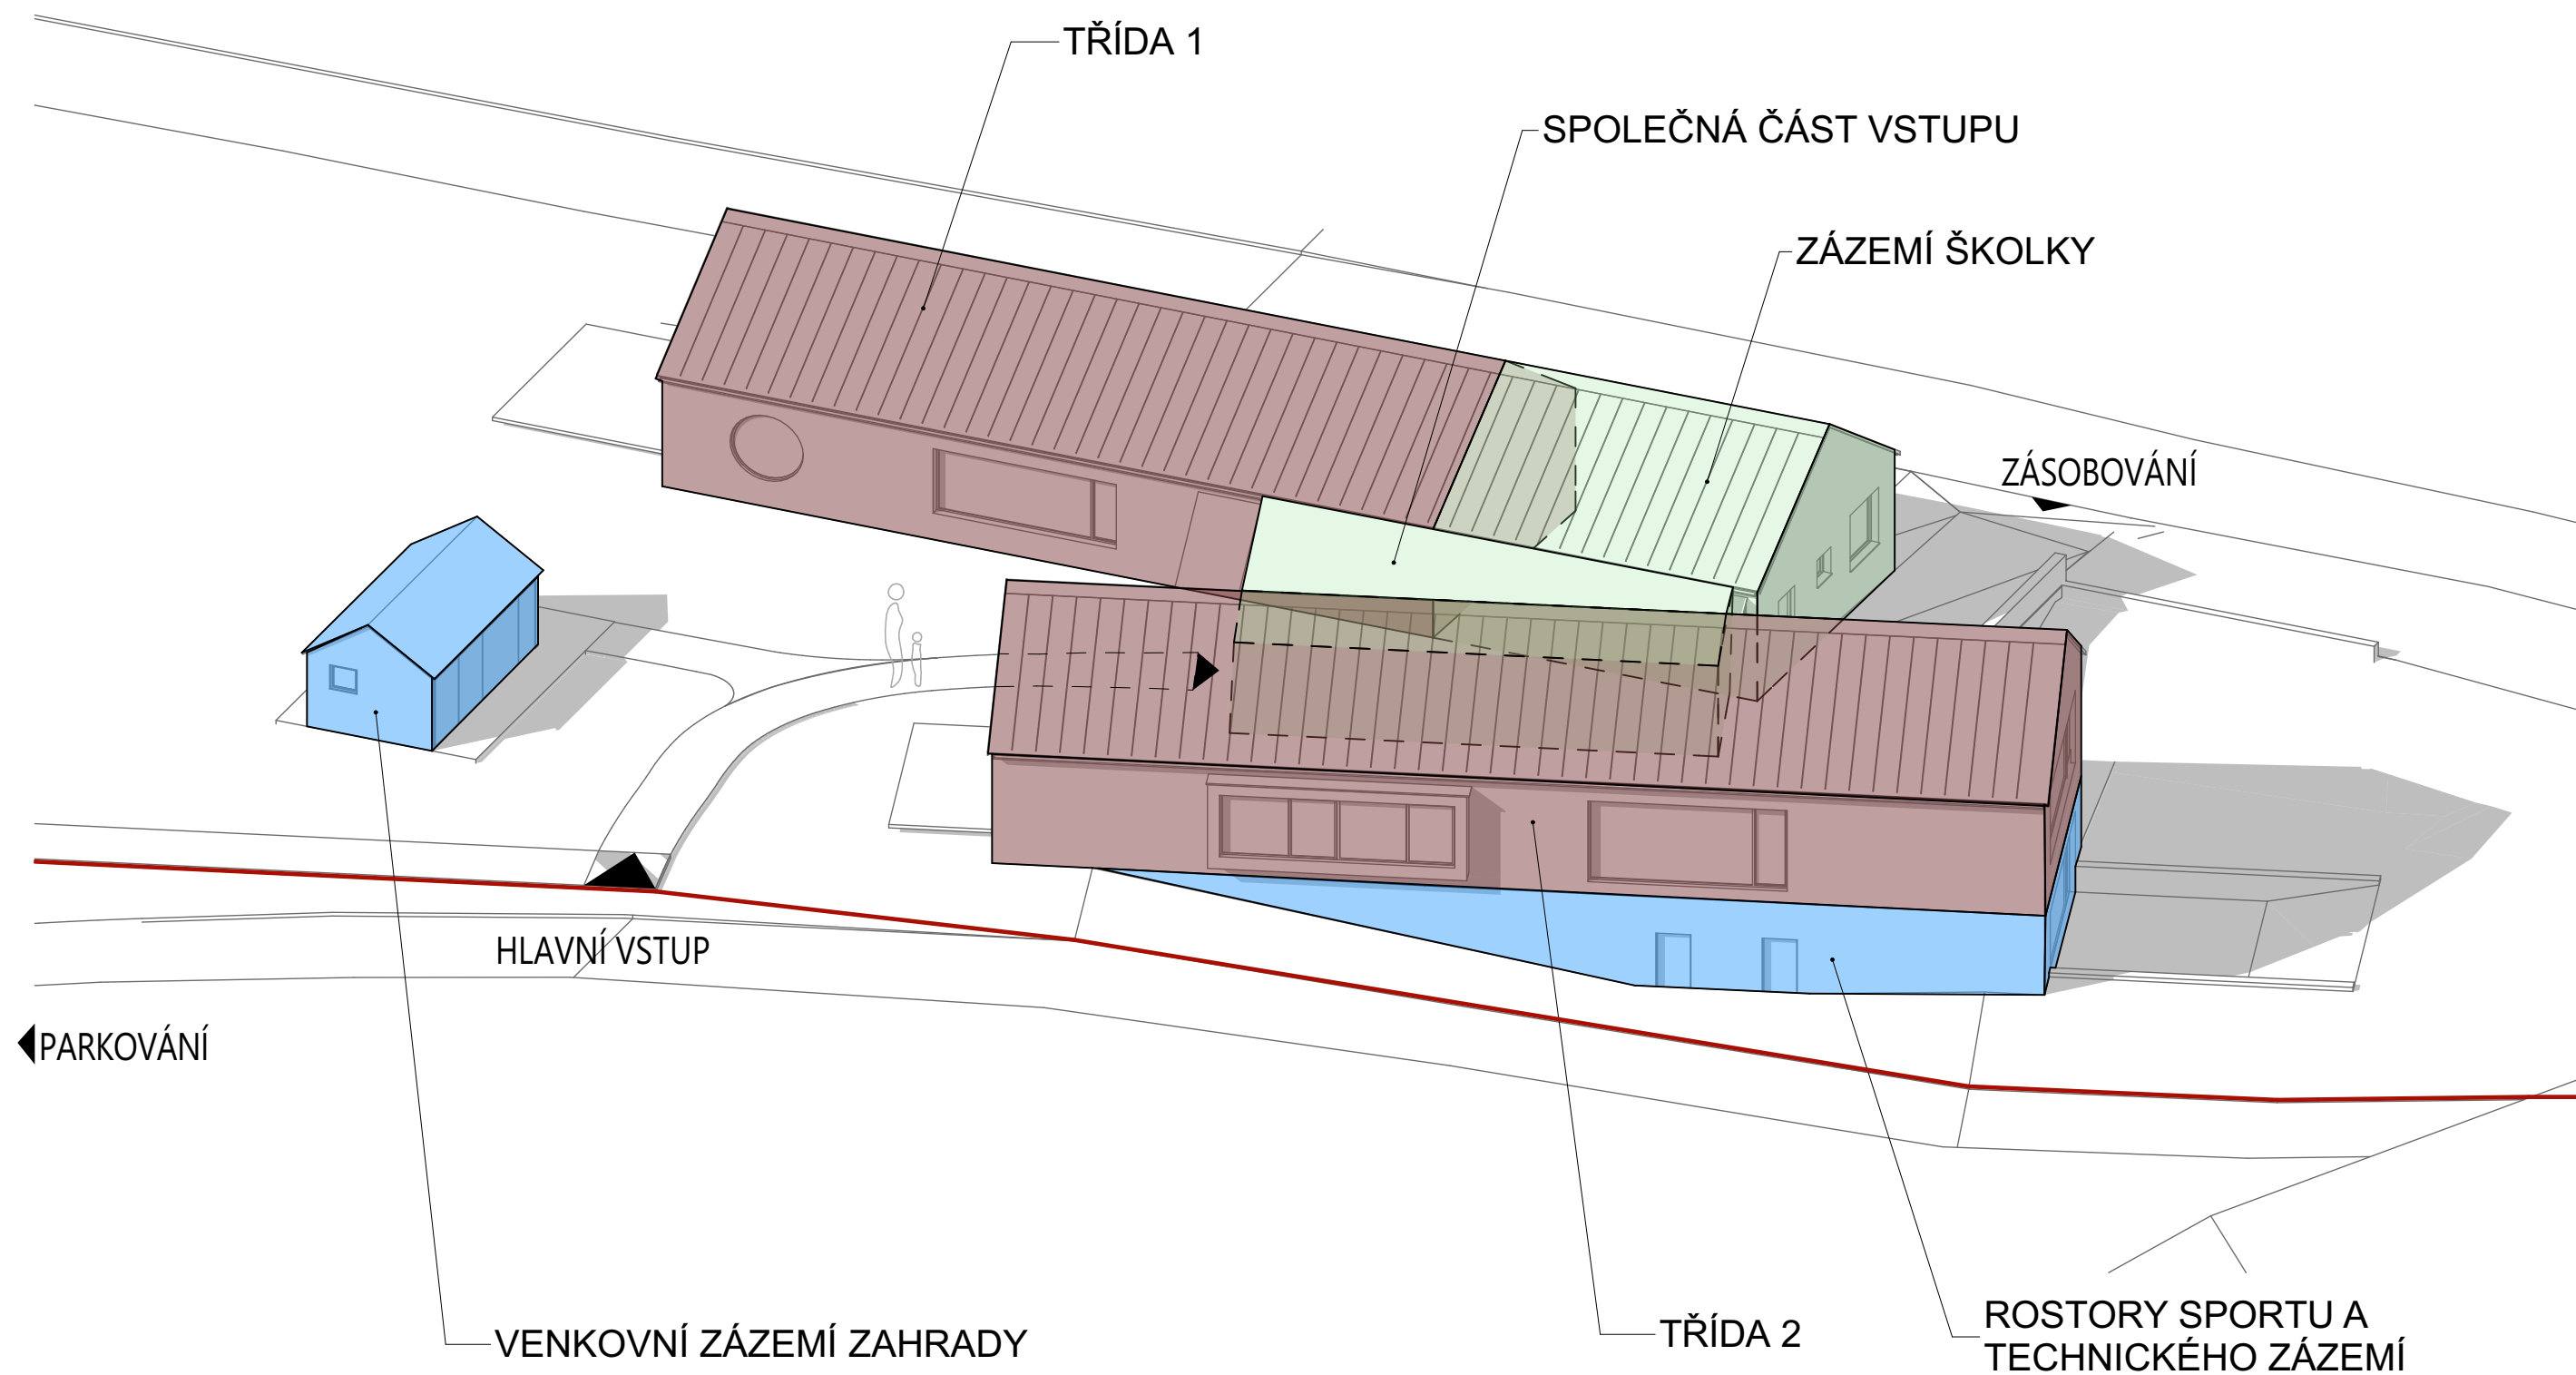 TŘÍDA 1
SPOLEČNÁ ČÁST VSTUPU
ZÁZEMÍ ŠKOLKY
ZÁSOBOVÁNÍ
HLAVNÍ VSTUP
PARKOVÁNÍ
VENKOVNÍ ZÁZEMÍ ZAHRADY
TŘÍDA 2
ROSTORY SPORTU A
TECHNICKÉHO ZÁZEMÍ